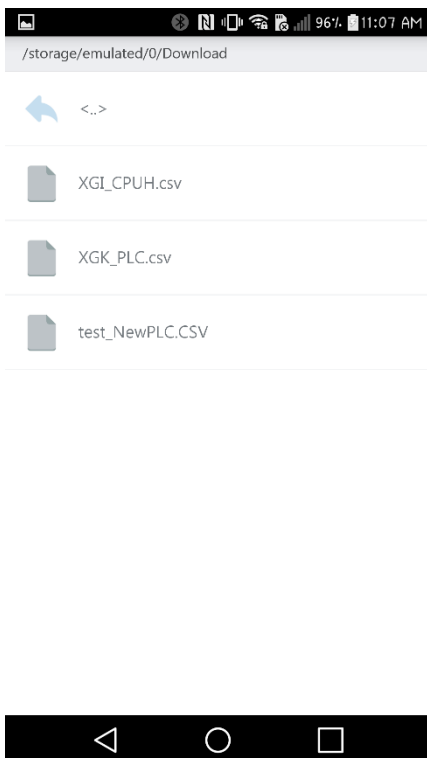 96% 11:07 AM
/storage/emulated/0/Download
<..>
XGI_CPUH.csv
XGK_PLC.csv
test_NewPLC.CSV